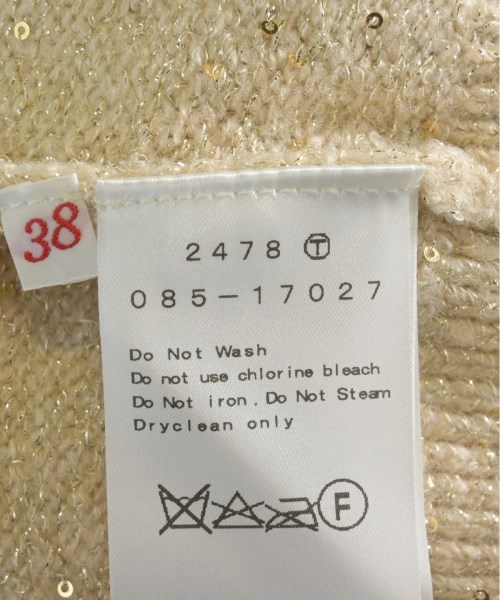 38
2478 Ⓣ
085-17027
Do Not Wash
Do not use chlorine bleach
Do Not iron. Do Not Steam
Dryclean only
F